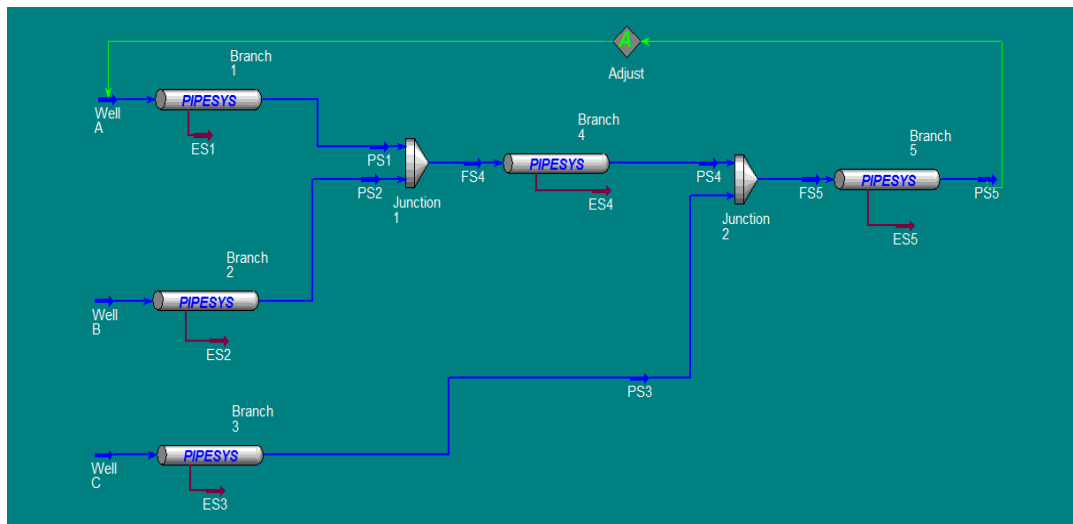 A
Adjust
Branch
1
PIPESYS
Well
A
ES1
PS1
Branch
4
PIPESYS
FS4
PS4
ES4
Branch
5
PIPESYS
FS5
PS5
ES5
PS2
Junction
1
Junction
2
Branch
2
PIPESYS
Well
B
ES2
PS3
Branch
3
PIPESYS
Well
C
ES3